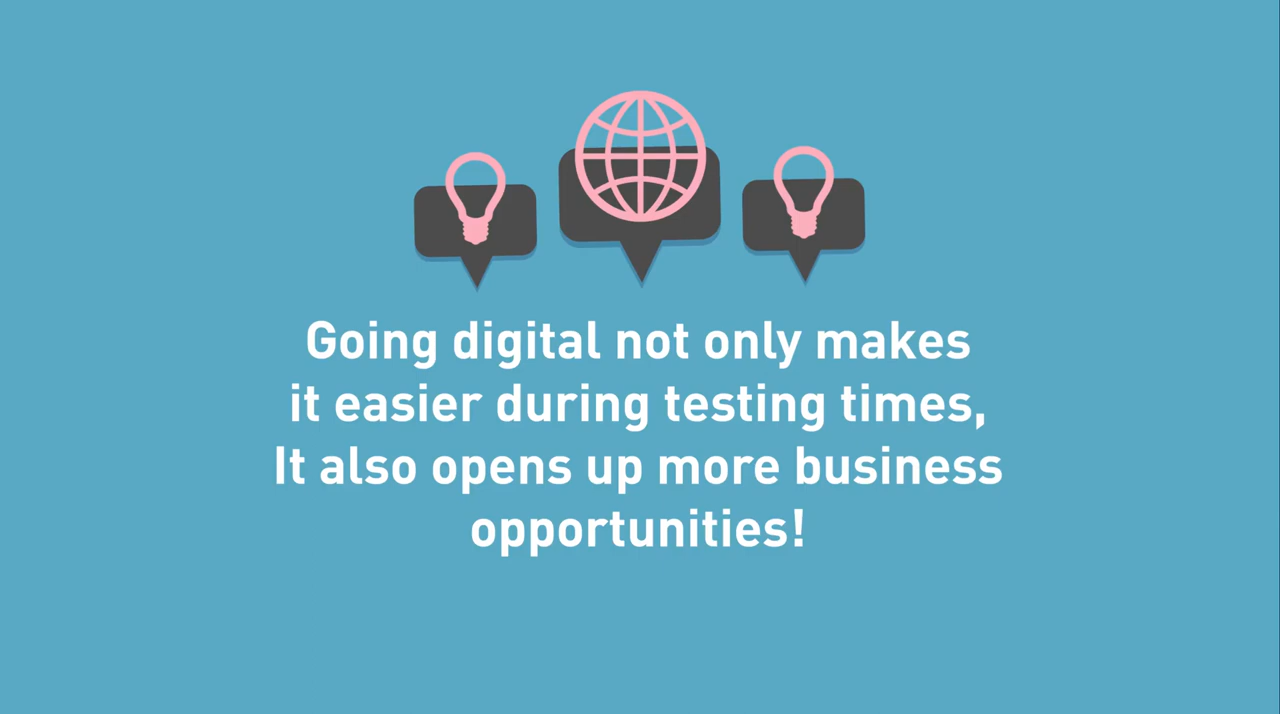 Going digital not only makes
it easier during testing times,
It also opens up more business
opportunities!